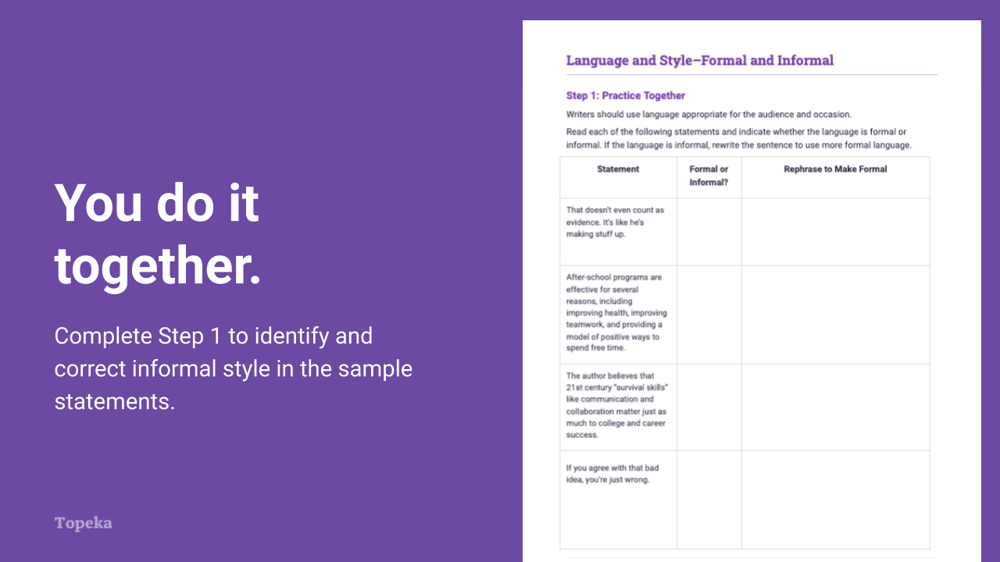 You do it
together.
Complete Step 1 to identify and
correct informal style in the sample
statements.
Topeka
Language and Style–Formal and Informal
Step 1: Practice Together
Writers should use language appropriate for the audience and occasion.
Read each of the following statements and indicate whether the language is formal or
informal. If the language is informal, rewrite the sentence to use more formal language.
Statement
Formal or
Informal?
Rephrase to Make Formal
That doesn't even count as
evidence. It's like he's
making stuff up.
After-school programs are
effective for several
reasons, including
improving health, improving
teamwork, and providing a
model of positive ways to
spend free time.
The author believes that
21st century “survival skills”
like communication and
collaboration matter just as
much to college and career
success.
If you agree with that bad
idea, you're just wrong.